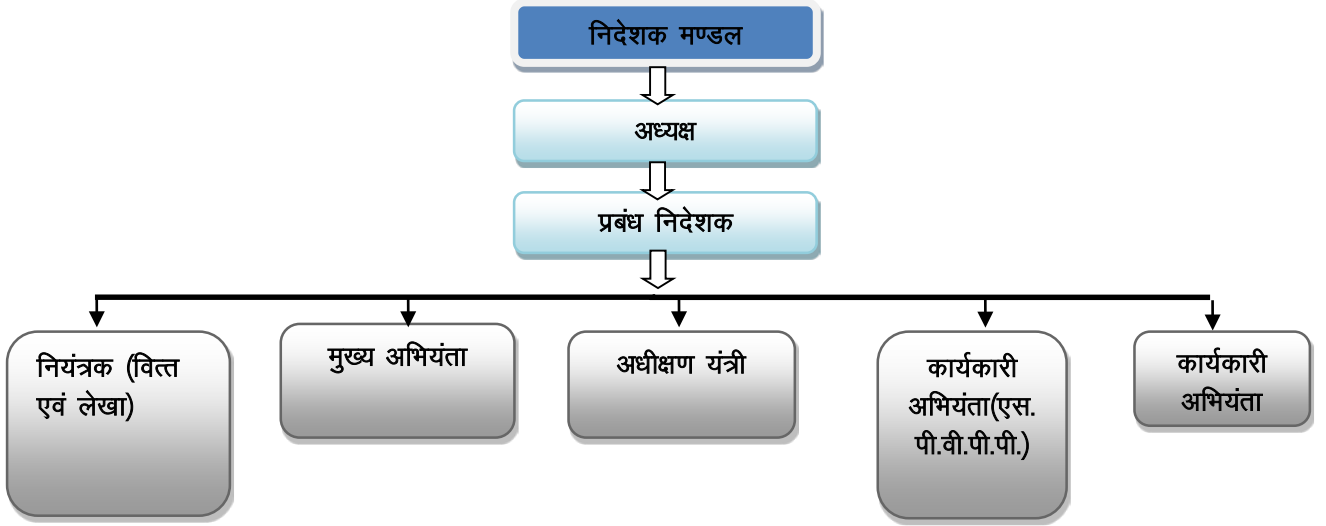 निदेशक मण्डल
अध्यक्ष
प्रबंध निदेशक
नियंत्रक (वित्त
एवं लेखा)
मुख्य अभियंता
अधीक्षण यंत्री
कार्यकारी
अभियंता(एस.
पी.वी.पी.पी.)
कार्यकारी
अभियंता